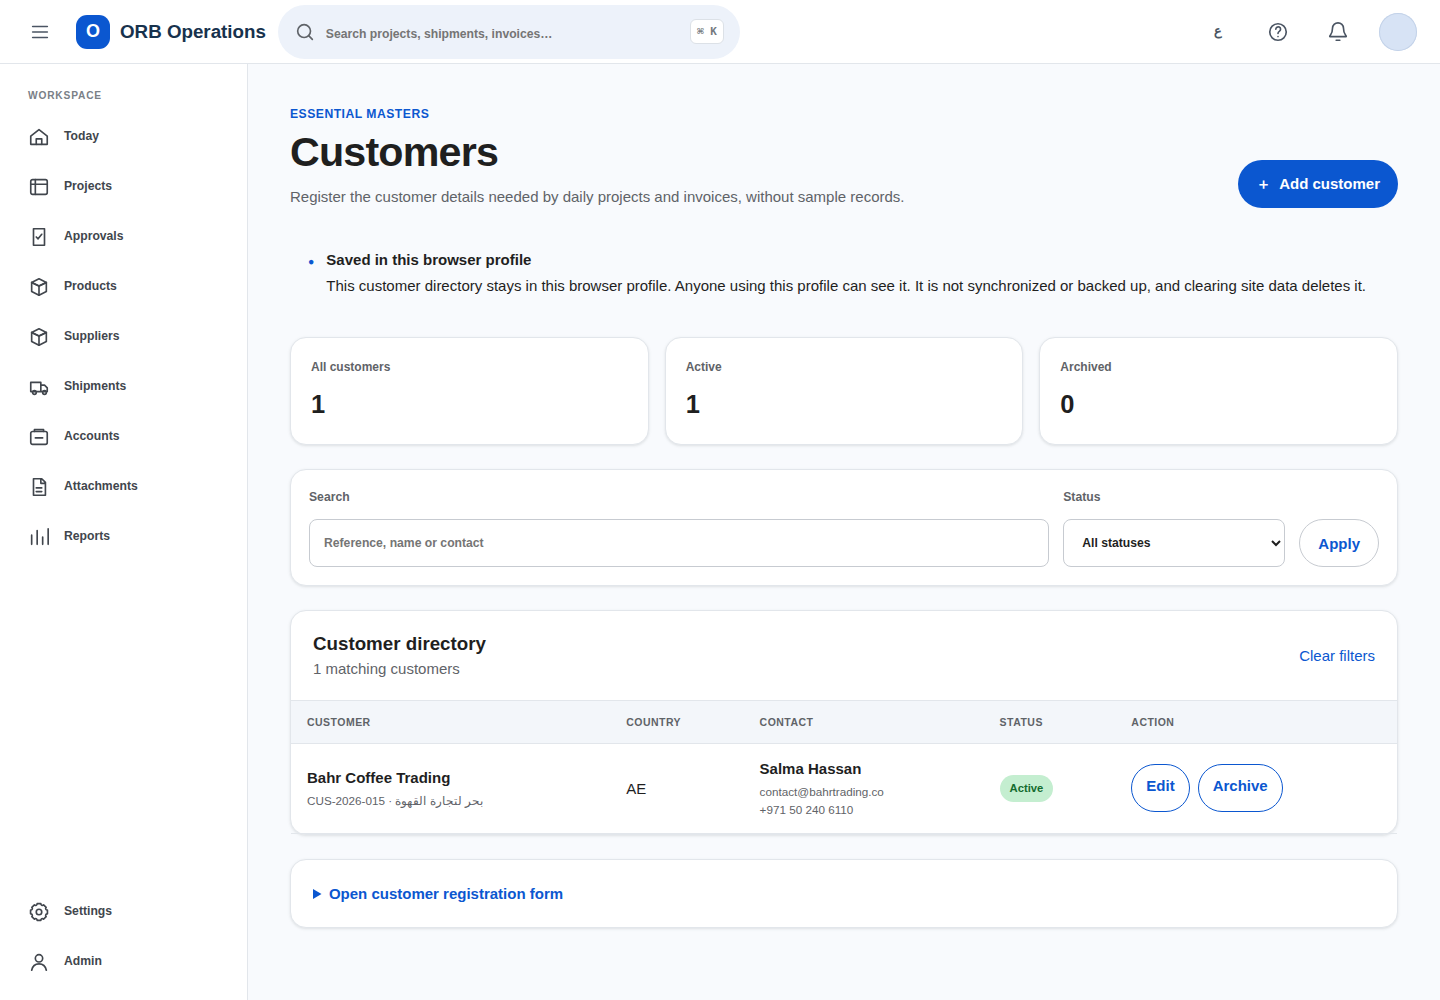 O
ORB Operations
Search projects, shipments, invoices…
⌘ K
ع
WORKSPACE
Today
Projects
Approvals
Products
Suppliers
Shipments
Accounts
Attachments
Reports
Settings
Admin
ESSENTIAL MASTERS
Customers
Register the customer details needed by daily projects and invoices, without sample records.
+ Add customer
• Saved in this browser profile
This customer directory stays in this browser profile. Anyone using this profile can see it. It is not synchronized or backed up, and clearing site data deletes it.
All customers
1
Active
1
Archived
0
Search
Reference, name or contact
Status
All statuses
Apply
Customer directory
1 matching customers
Clear filters
CUSTOMER COUNTRY CONTACT STATUS ACTION
Bahr Coffee Trading
CUS-2026-015 · بحر لتجارة القهوة
AE
Salma Hassan
contact@bahrtrading.co
+971 50 240 6110
Active
Edit
Archive
Open customer registration form